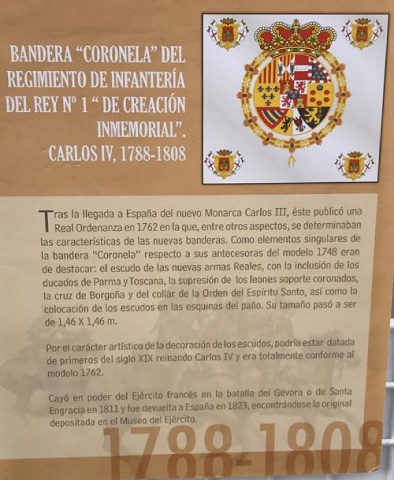 BANDERA "CORONELA" DEL
REGIMIENTO DE INFANTERÍA
DEL REY Nº 1 " DE CREACIÓN
INMEMORIAL".
CARLOS IV, 1788-1808
Tras la llegada a España del nuevo Monarca Carlos III, éste publicó una
Real Ordenanza en 1762 en la que, entre otros aspectos, se determinaban
las características de las nuevas banderas. Como elementos singulares de
la bandera "Coronela" respecto a sus antecesoras del modelo 1748 eran
de destacar: el escudo de las nuevas armas Reales, con la inclusión de los
ducados de Parma y Toscana, la supresión de los leones soporte coronados,
la cruz de Borgoña y del collar de la Orden del Espíritu Santo, así como la
colocación de los escudos en las esquinas del paño. Su tamaño pasó a ser
de 1,46 X 1,46 m.
Por el carácter artístico de la decoración de los escudos, podría estar datada
de primeros del siglo XIX reinando Carlos IV y era totalmente conforme al
modelo 1762.
Cayó en poder del Ejército francés en la batalla del Gévora o de Santa
Engracia en 1811 y fue devuelta a España en 1823, encontrándose la original
depositada en el Museo del Ejército.
1788-1808